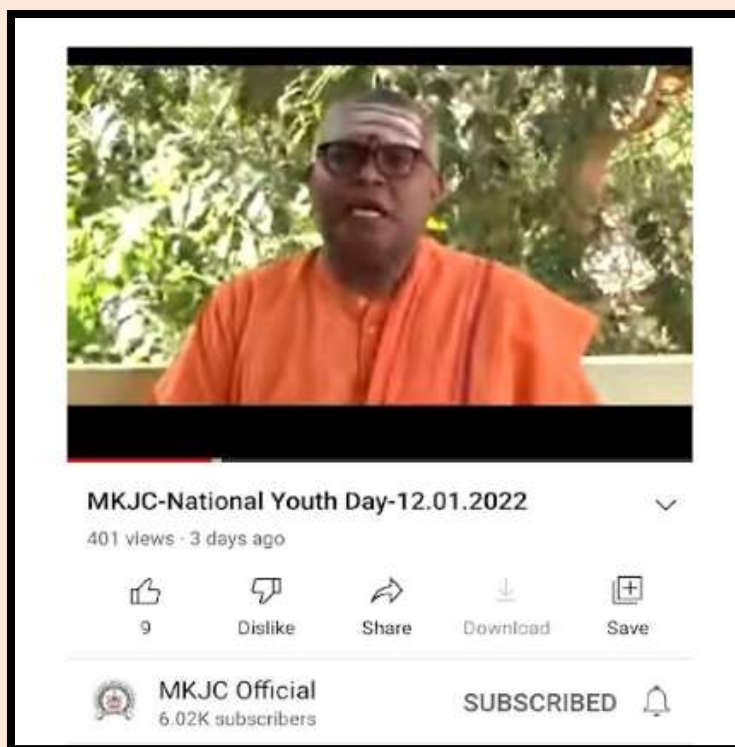 MKJC-National Youth Day-12.01.2022
401 views · 3 days ago
9 Dislike Share Download Save
MKJC Official SUBSCRIBED
6.02K subscribers